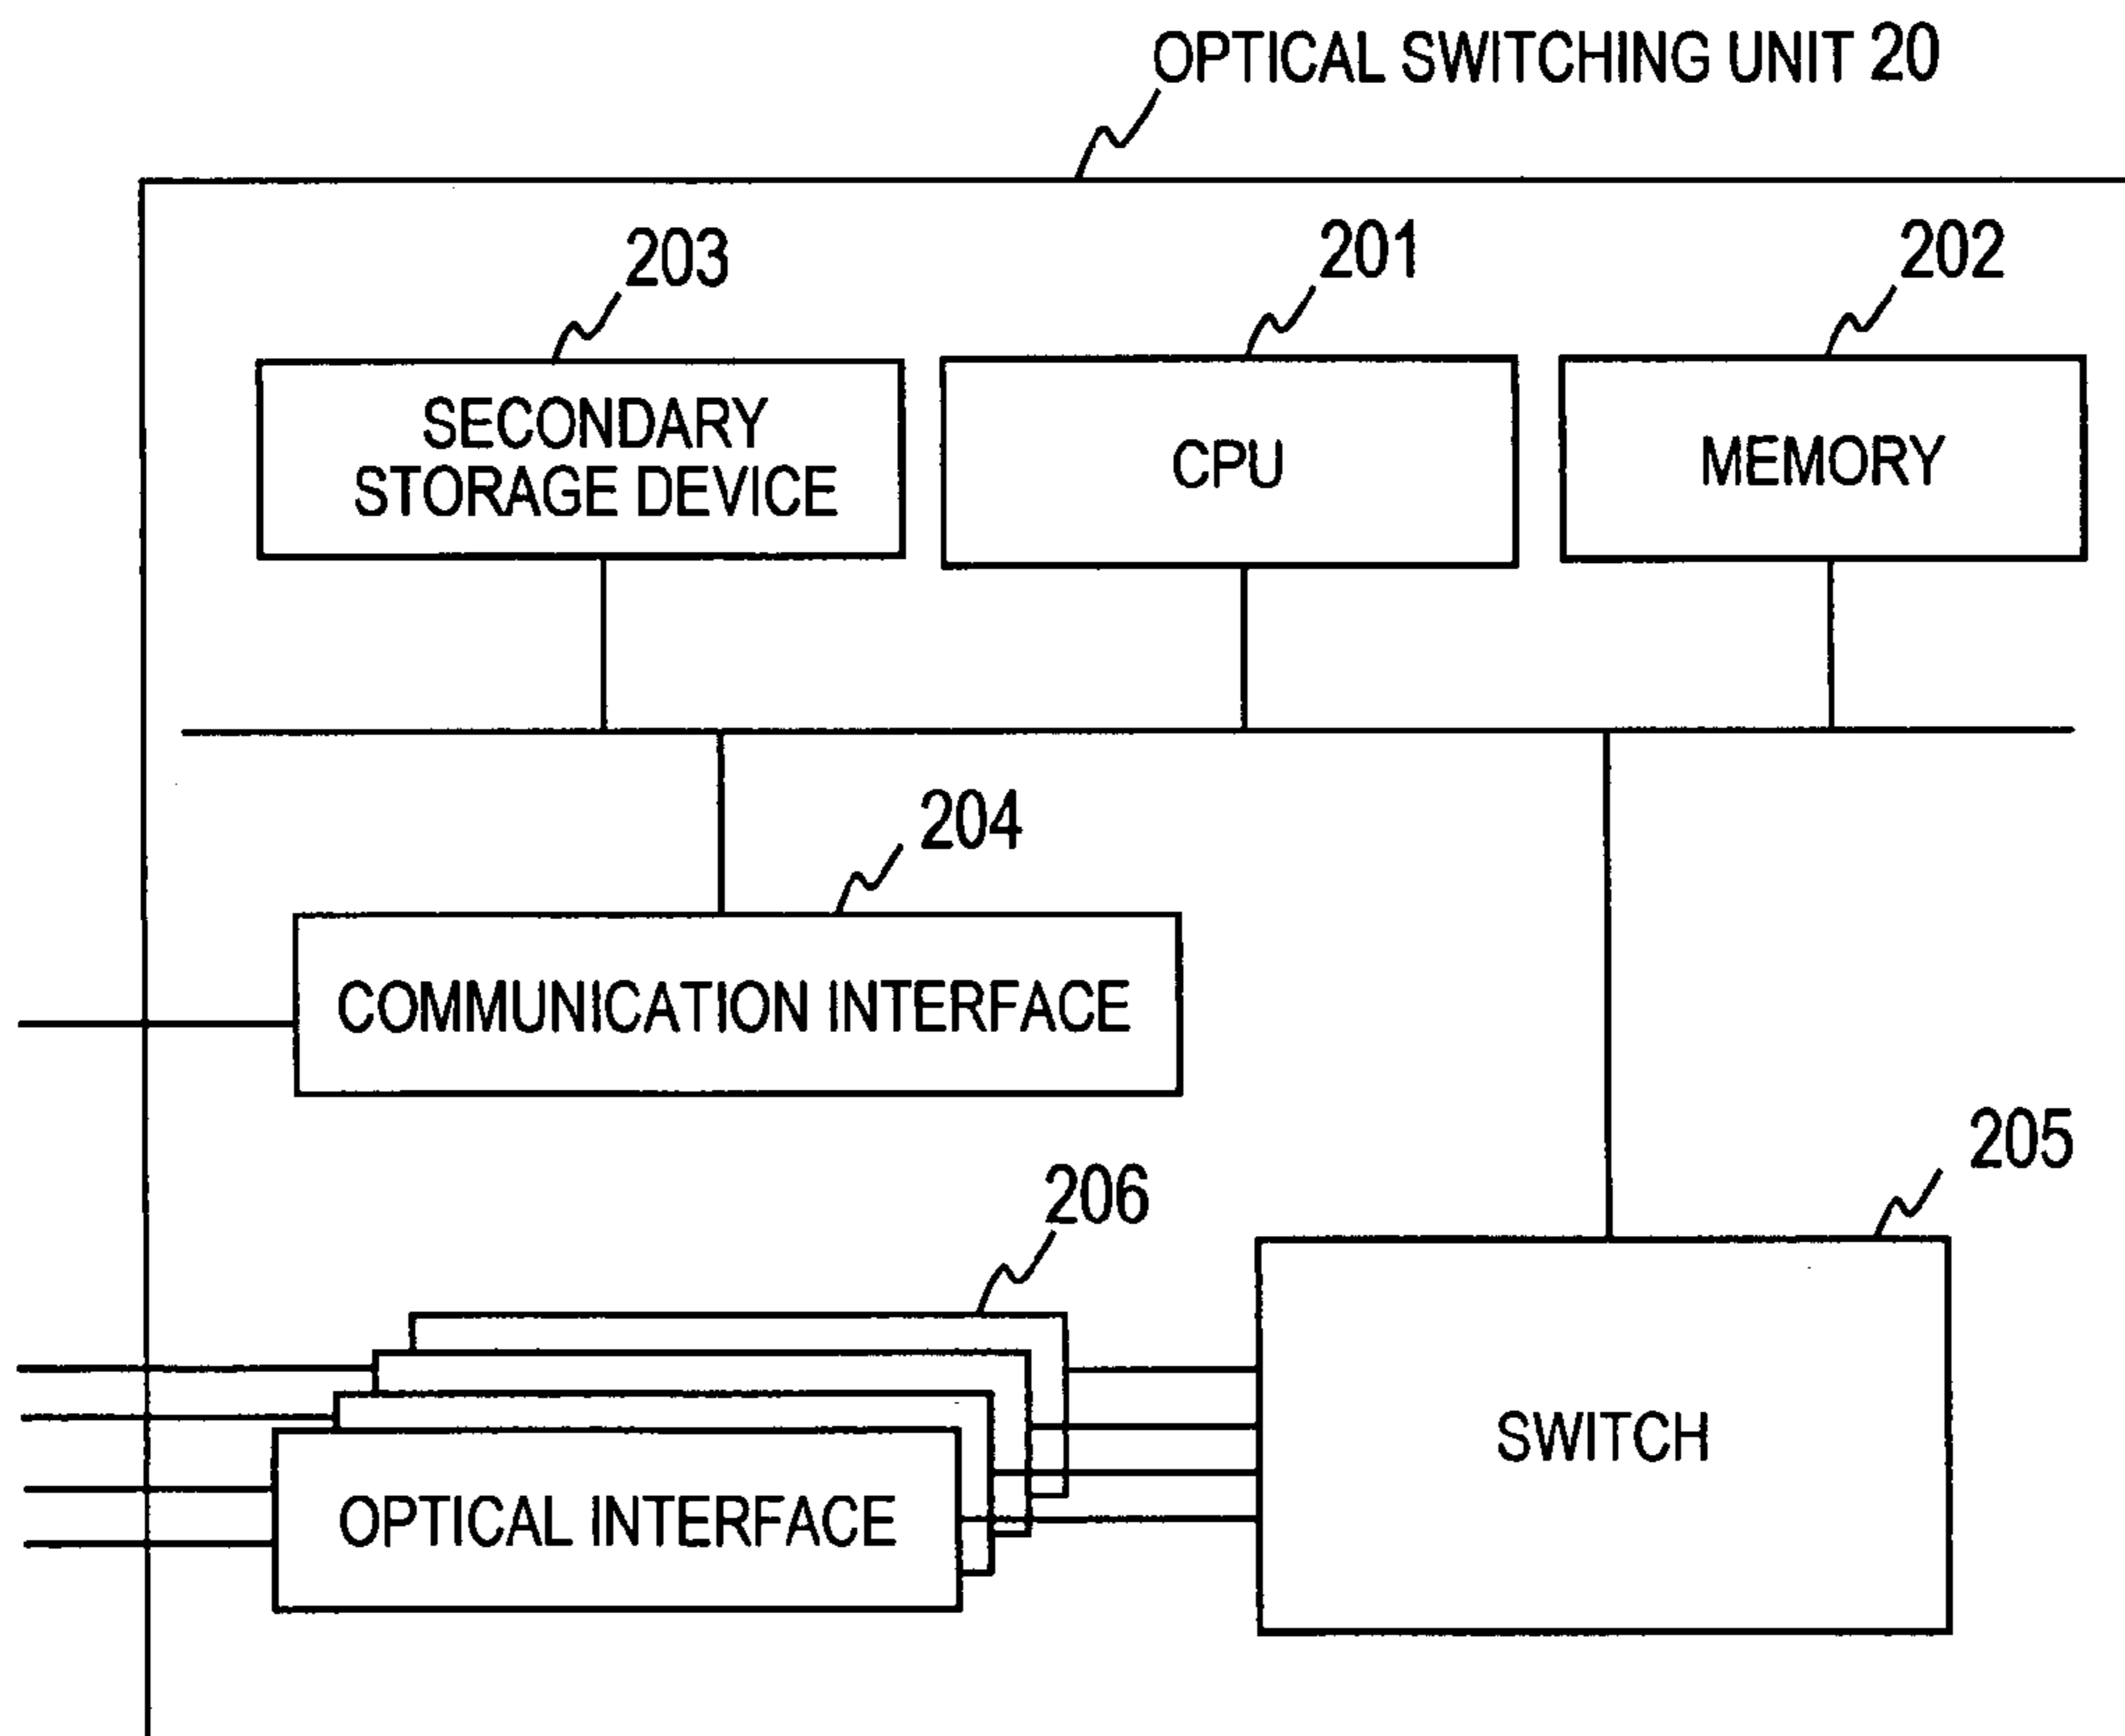 OPTICAL SWITCHING UNIT 20
203
201
202
SECONDARY
STORAGE DEVICE
CPU
MEMORY
204
COMMUNICATION INTERFACE
205
206
SWITCH
OPTICAL INTERFACE